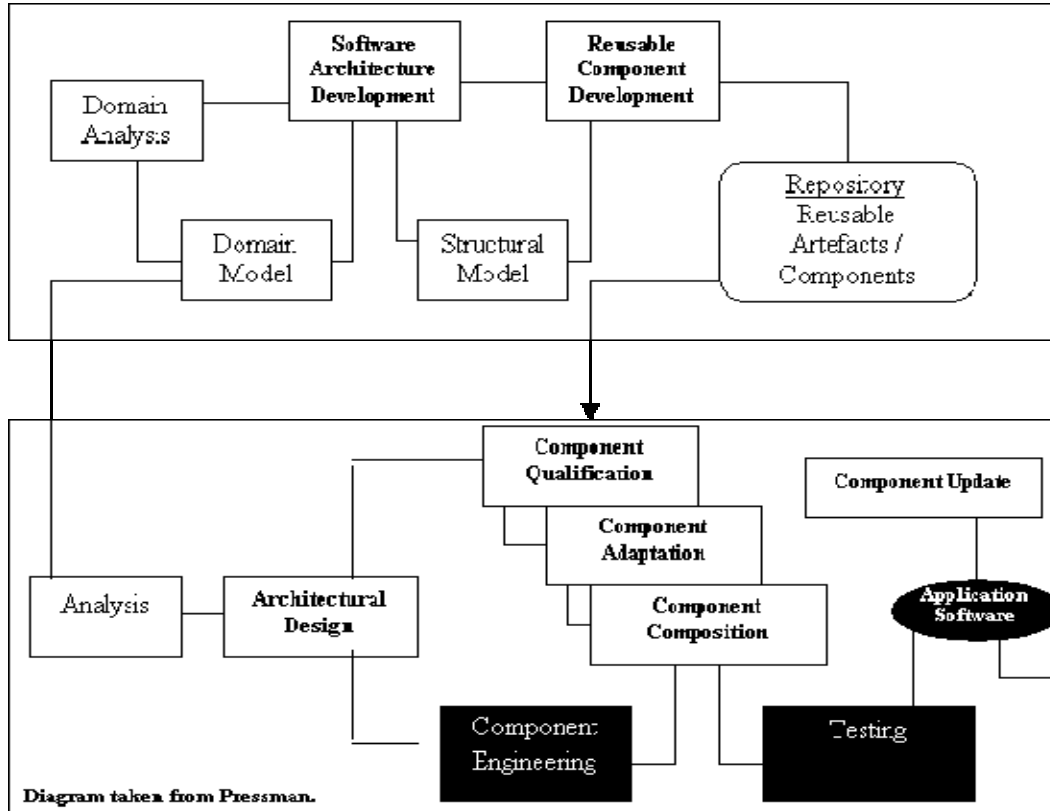 Software
Architecture
Development
Reusable
Component
Development
Domain
Analysis
Repository
Reusable
Artefacts /
Components
Domain
Model
Structural
Model
Component
Qualification
Component Update
Component
Adaptation
Analysis
Architectural
Design
Component
Composition
Application
Software
Component
Engineering
Testing
Diagram taken from Pressman.